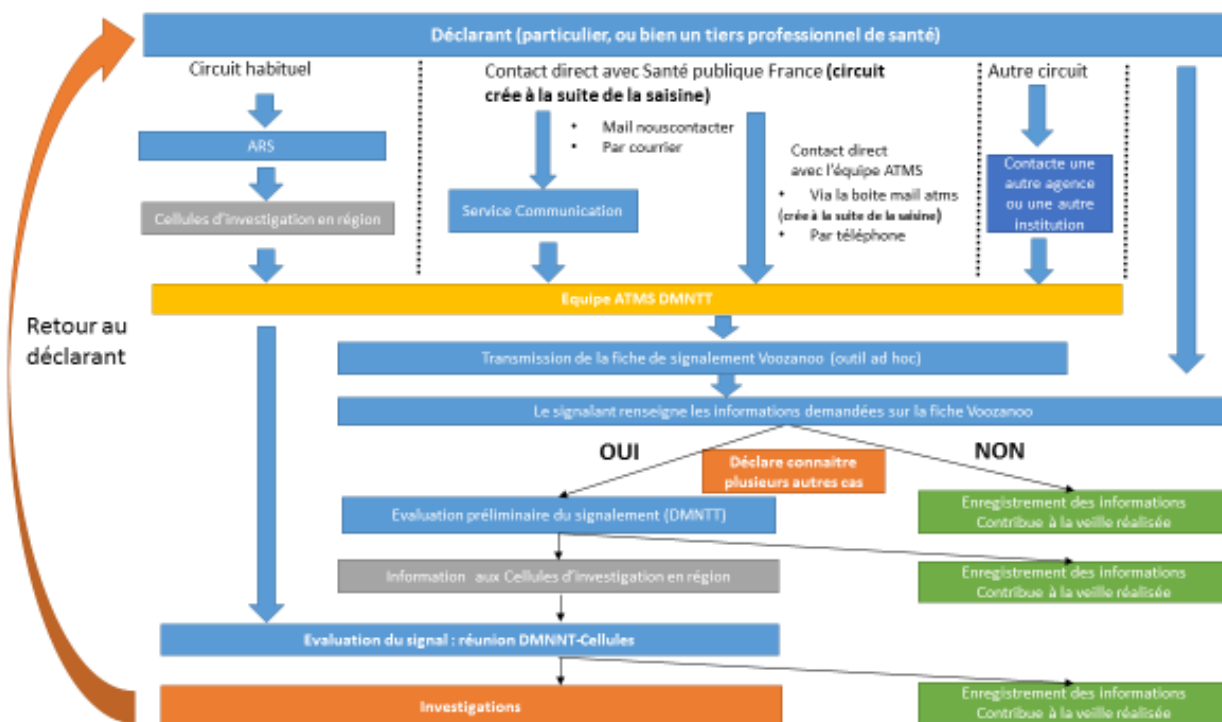 Déclarant (particulier, ou bien un tiers professionnel de santé)
Circuit habituel
Contact direct avec Santé publique France (circuit
crée à la suite de la saisine)
Autre circuit
• Mail nouscontacter
• Par courrier
ARS
Contact direct
avec l'équipe ATMS
• Via la boite mail atms
(crée à la suite de la saisine)
• Par téléphone
Contacte une
autre agence
ou une autre
institution
Cellules d'investigation en région
Service Communication
Equipe ATMS DMNTT
Retour au
déclarant
Transmission de la fiche de signalement Voozanoo (outil ad hoc)
Le signalant renseigne les informations demandées sur la fiche Voozanoo
OUI
NON
Déclare connaitre
plusieurs autres cas
Evaluation préliminaire du signalement (DMNTT)
Enregistrement des informations
Contribue à la veille réalisée
Information aux Cellules d'investigation en région
Enregistrement des informations
Contribue à la veille réalisée
Evaluation du signal : réunion DMNNT-Cellules
Investigations
Enregistrement des informations
Contribue à la veille réalisée